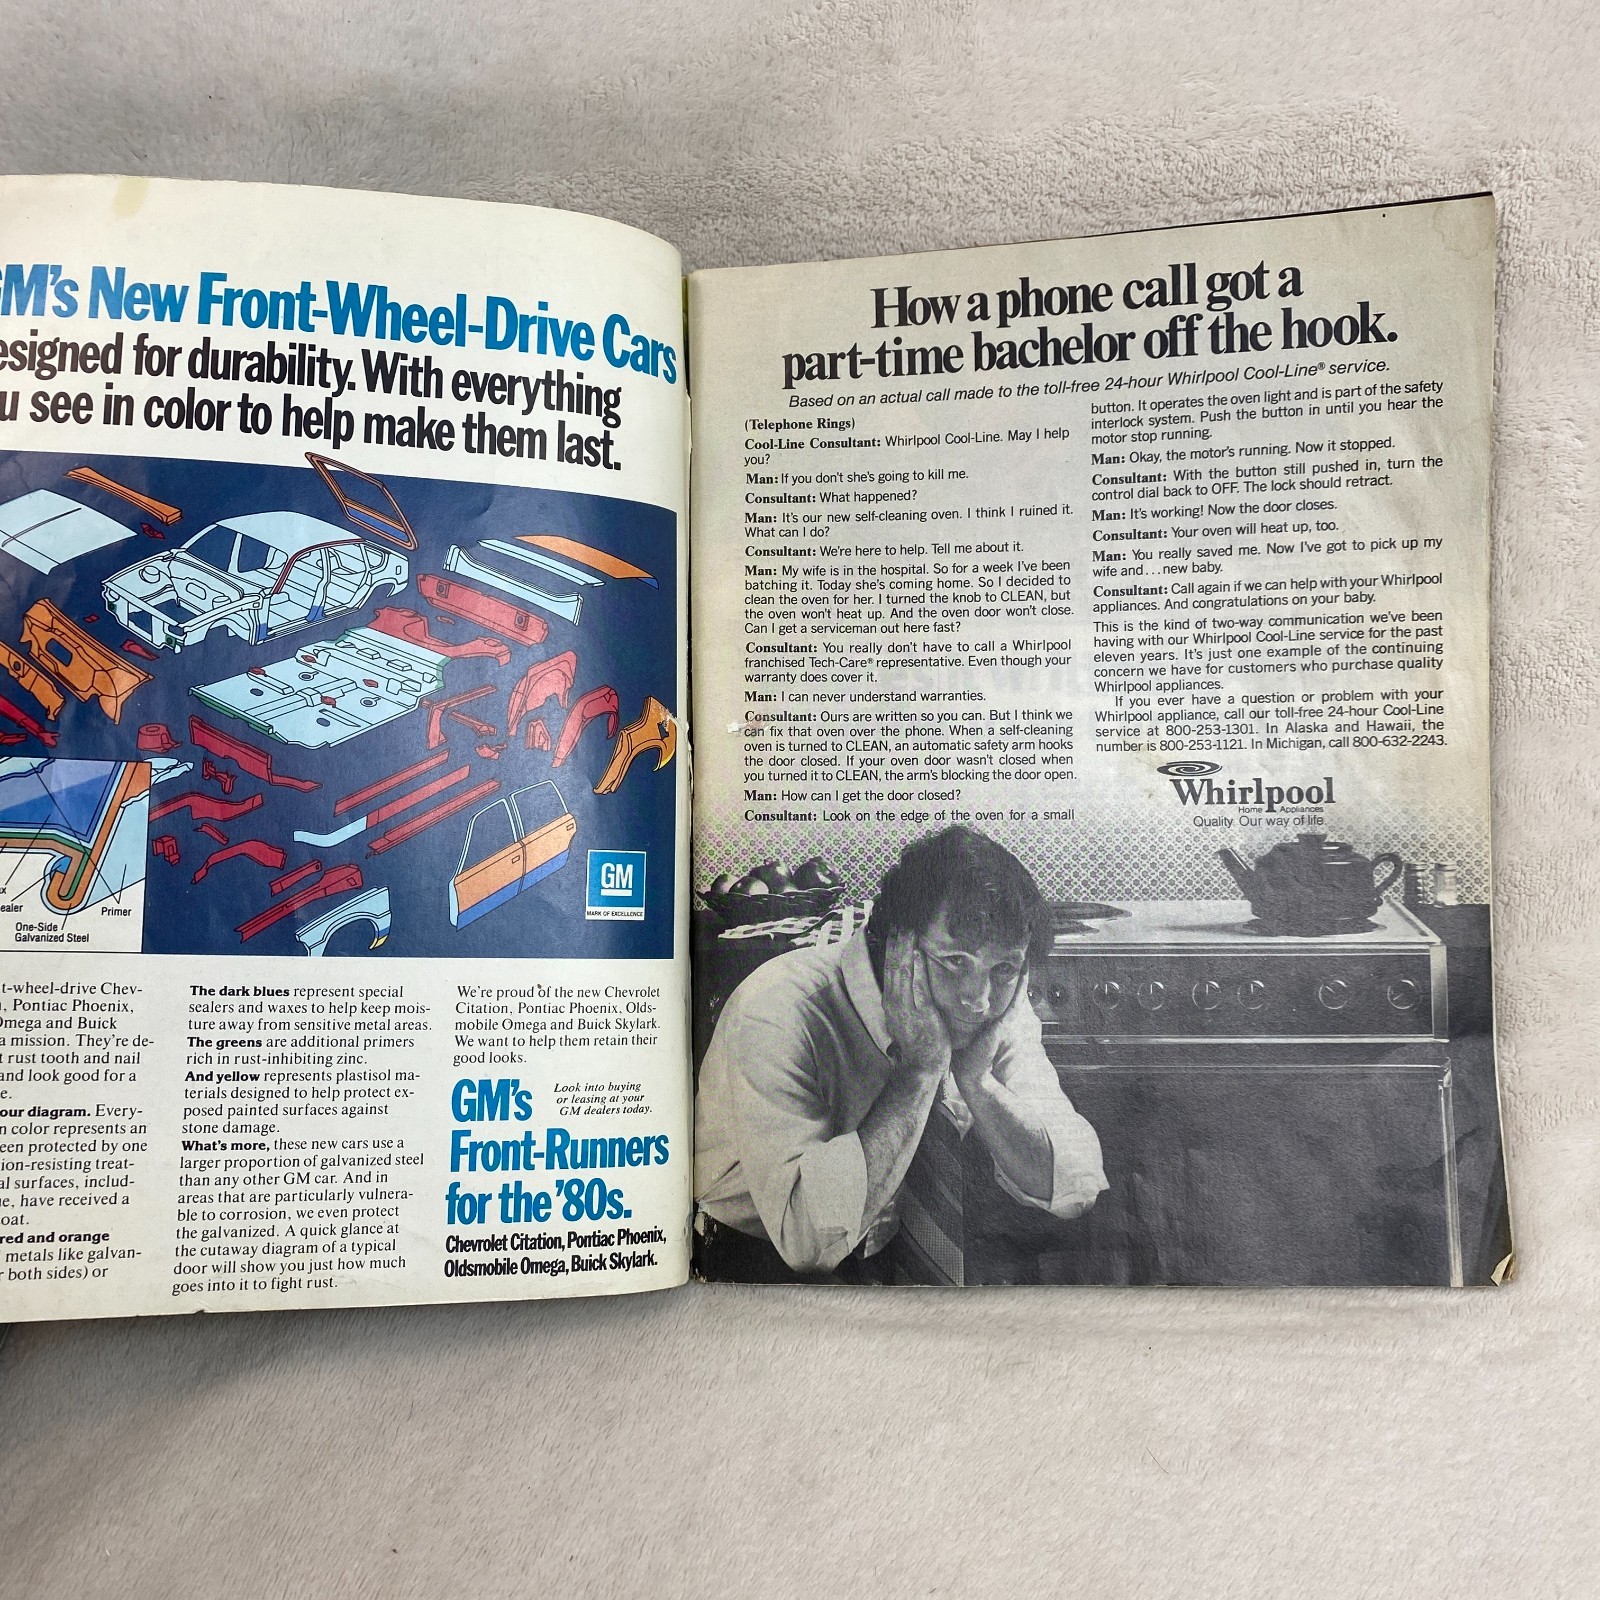 GM's New Front-Wheel-Drive Cars
esigned for durability. With everything
u see in color to help make them last.
ealer
Primer
One-Side
Galvanized Steel
GM
MARK OF EXCELLENCE
t-wheel-drive Chev-
, Pontiac Phoenix,
Omega and Buick
a mission. They're de-
t rust tooth and nail
and look good for a
e.
our diagram. Every-
n color represents an
een protected by one
ion-resisting treat-
al surfaces, includ-
e, have received a
oat.
red and orange
metals like galvan-
r both sides) or
The dark blues represent special
sealers and waxes to help keep mois-
ture away from sensitive metal areas.
The greens are additional primers
rich in rust-inhibiting zinc.
And yellow represents plastisol ma-
terials designed to help protect ex-
posed painted surfaces against
stone damage.
What's more, these new cars use a
larger proportion of galvanized steel
than any other GM car. And in
areas that are particularly vulnera-
ble to corrosion, we even protect
the galvanized. A quick glance at
the cutaway diagram of a typical
door will show you just how much
goes into it to fight rust.
We're proud of the new Chevrolet
Citation, Pontiac Phoenix, Olds-
mobile Omega and Buick Skylark.
We want to help them retain their
good looks.
GM's
Look into buying
or leasing at your
GM dealers today.
Front-Runners
for the '80s.
Chevrolet Citation, Pontiac Phoenix,
Oldsmobile Omega, Buick Skylark.
How a phone call got a
part-time bachelor off the hook.
Based on an actual call made to the toll-free 24-hour Whirlpool Cool-Line® service.
(Telephone Rings)
Cool-Line Consultant: Whirlpool Cool-Line. May I help
you?
Man: If you don't she's going to kill me.
Consultant: What happened?
Man: It's our new self-cleaning oven. I think I ruined it.
What can I do?
Consultant: We're here to help. Tell me about it.
Man: My wife is in the hospital. So for a week I've been
batching it. Today she's coming home. So I decided to
clean the oven for her. I turned the knob to CLEAN, but
the oven won't heat up. And the oven door won't close.
Can I get a serviceman out here fast?
Consultant: You really don't have to call a Whirlpool
franchised Tech-Care® representative. Even though your
warranty does cover it.
Man: I can never understand warranties.
Consultant: Ours are written so you can. But I think we
can fix that oven over the phone. When a self-cleaning
oven is turned to CLEAN, an automatic safety arm hooks
the door closed. If your oven door wasn't closed when
you turned it to CLEAN, the arm's blocking the door open.
Man: How can I get the door closed?
Consultant: Look on the edge of the oven for a small
button. It operates the oven light and is part of the safety
interlock system. Push the button in until you hear the
motor stop running.
Man: Okay, the motor's running. Now it stopped.
Consultant: With the button still pushed in, turn the
control dial back to OFF. The lock should retract.
Man: It's working! Now the door closes.
Consultant: Your oven will heat up, too.
Man: You really saved me. Now I've got to pick up my
wife and...new baby.
Consultant: Call again if we can help with your Whirlpool
appliances. And congratulations on your baby.
This is the kind of two-way communication we've been
having with our Whirlpool Cool-Line service for the past
eleven years. It's just one example of the continuing
concern we have for customers who purchase quality
Whirlpool appliances.
If you ever have a question or problem with your
Whirlpool appliance, call our toll-free 24-hour Cool-Line
service at 800-253-1301. In Alaska and Hawaii, the
number is 800-253-1121. In Michigan, call 800-632-2243.
Whirlpool
Home Appliances
Quality. Our way of life.